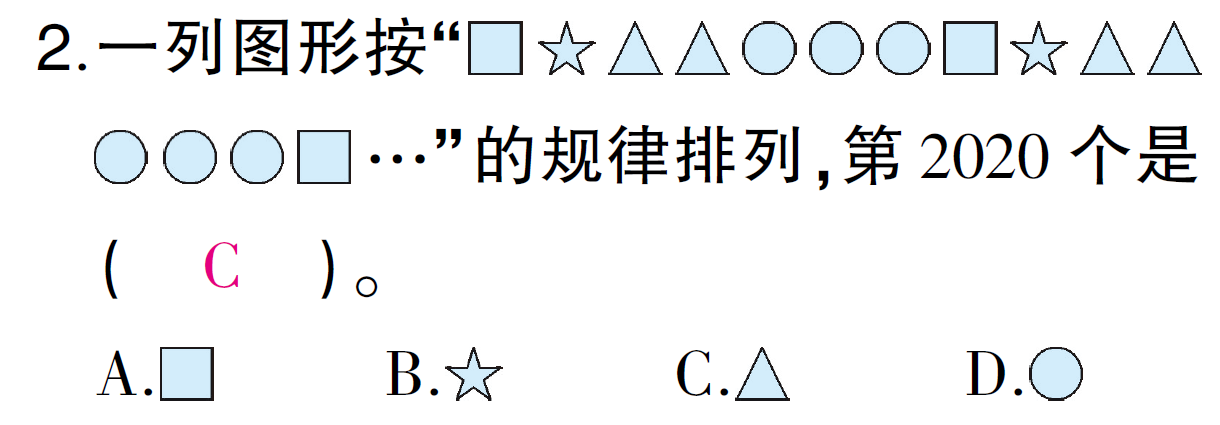 2.一列图形按“□☆△△○○○□☆△△
○○○□…”的规律排列,第 2020 个是
( C )。
A.□ B.☆ C.△ D.○